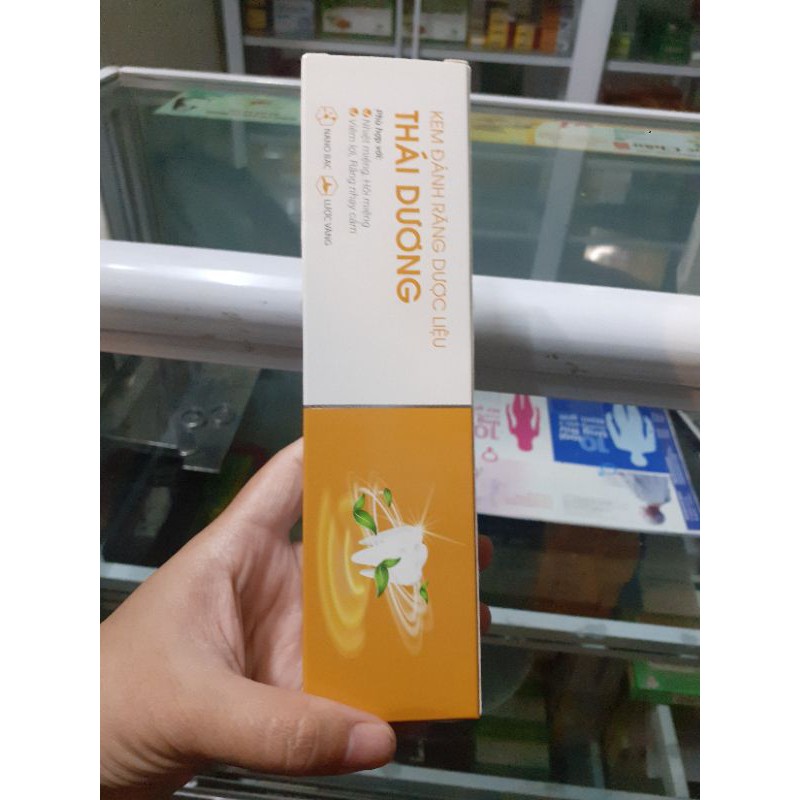 KEM ĐÁNH RĂNG DƯỢC LIỆU
THÁI DƯƠNG
Phù hợp với:
Nhiệt miệng, Hôi miệng
Viêm lợi, Răng nhạy cảm
NANO BẠC
LƯỢC VÀNG